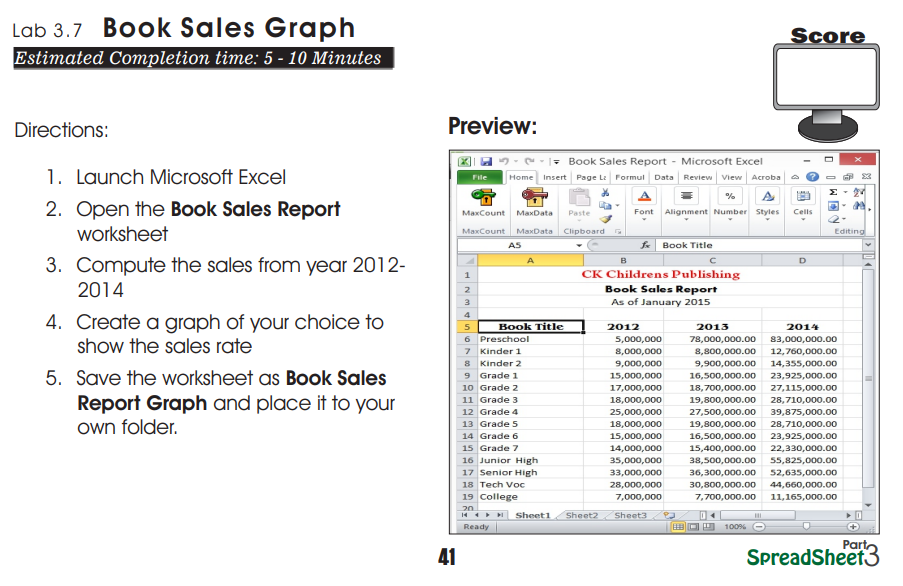 Lab 3.7 Book Sales Graph
Estimated Completion time: 5 - 10 Minutes
Score
Directions:
1. Launch Microsoft Excel
2. Open the Book Sales Report
worksheet
3. Compute the sales from year 2012-
2014
4. Create a graph of your choice to
show the sales rate
5. Save the worksheet as Book Sales
Report Graph and place it to your
own folder.
Preview:
Book Sales Report - Microsoft Excel
File Home Insert Page L Formul Data Review View Acroba
MaxCount MaxData Paste Font Alignment Number Styles Cells
MaxCount MaxData Clipboard Editing
A5 fx Book Title
A B C D
1 CK Childrens Publishing
2 Book Sales Report
3 As of January 2015
4
5 Book Title 2012 2013 2014
6 Preschool 5,000,000 78,000,000.00 83,000,000.00
7 Kinder 1 8,000,000 8,800,000.00 12,760,000.00
8 Kinder 2 9,000,000 9,900,000.00 14,355,000.00
9 Grade 1 15,000,000 16,500,000.00 23,925,000.00
10 Grade 2 17,000,000 18,700,000.00 27,115,000.00
11 Grade 3 18,000,000 19,800,000.00 28,710,000.00
12 Grade 4 25,000,000 27,500,000.00 39,875,000.00
13 Grade 5 18,000,000 19,800,000.00 28,710,000.00
14 Grade 6 15,000,000 16,500,000.00 23,925,000.00
15 Grade 7 14,000,000 15,400,000.00 22,330,000.00
16 Junior High 35,000,000 38,500,000.00 55,825,000.00
17 Senior High 33,000,000 36,300,000.00 52,635,000.00
18 Tech Voc 28,000,000 30,800,000.00 44,660,000.00
19 College 7,000,000 7,700,000.00 11,165,000.00
20
Sheet1 Sheet2 Sheet3
Ready 100%
41
Part 3
SpreadSheet